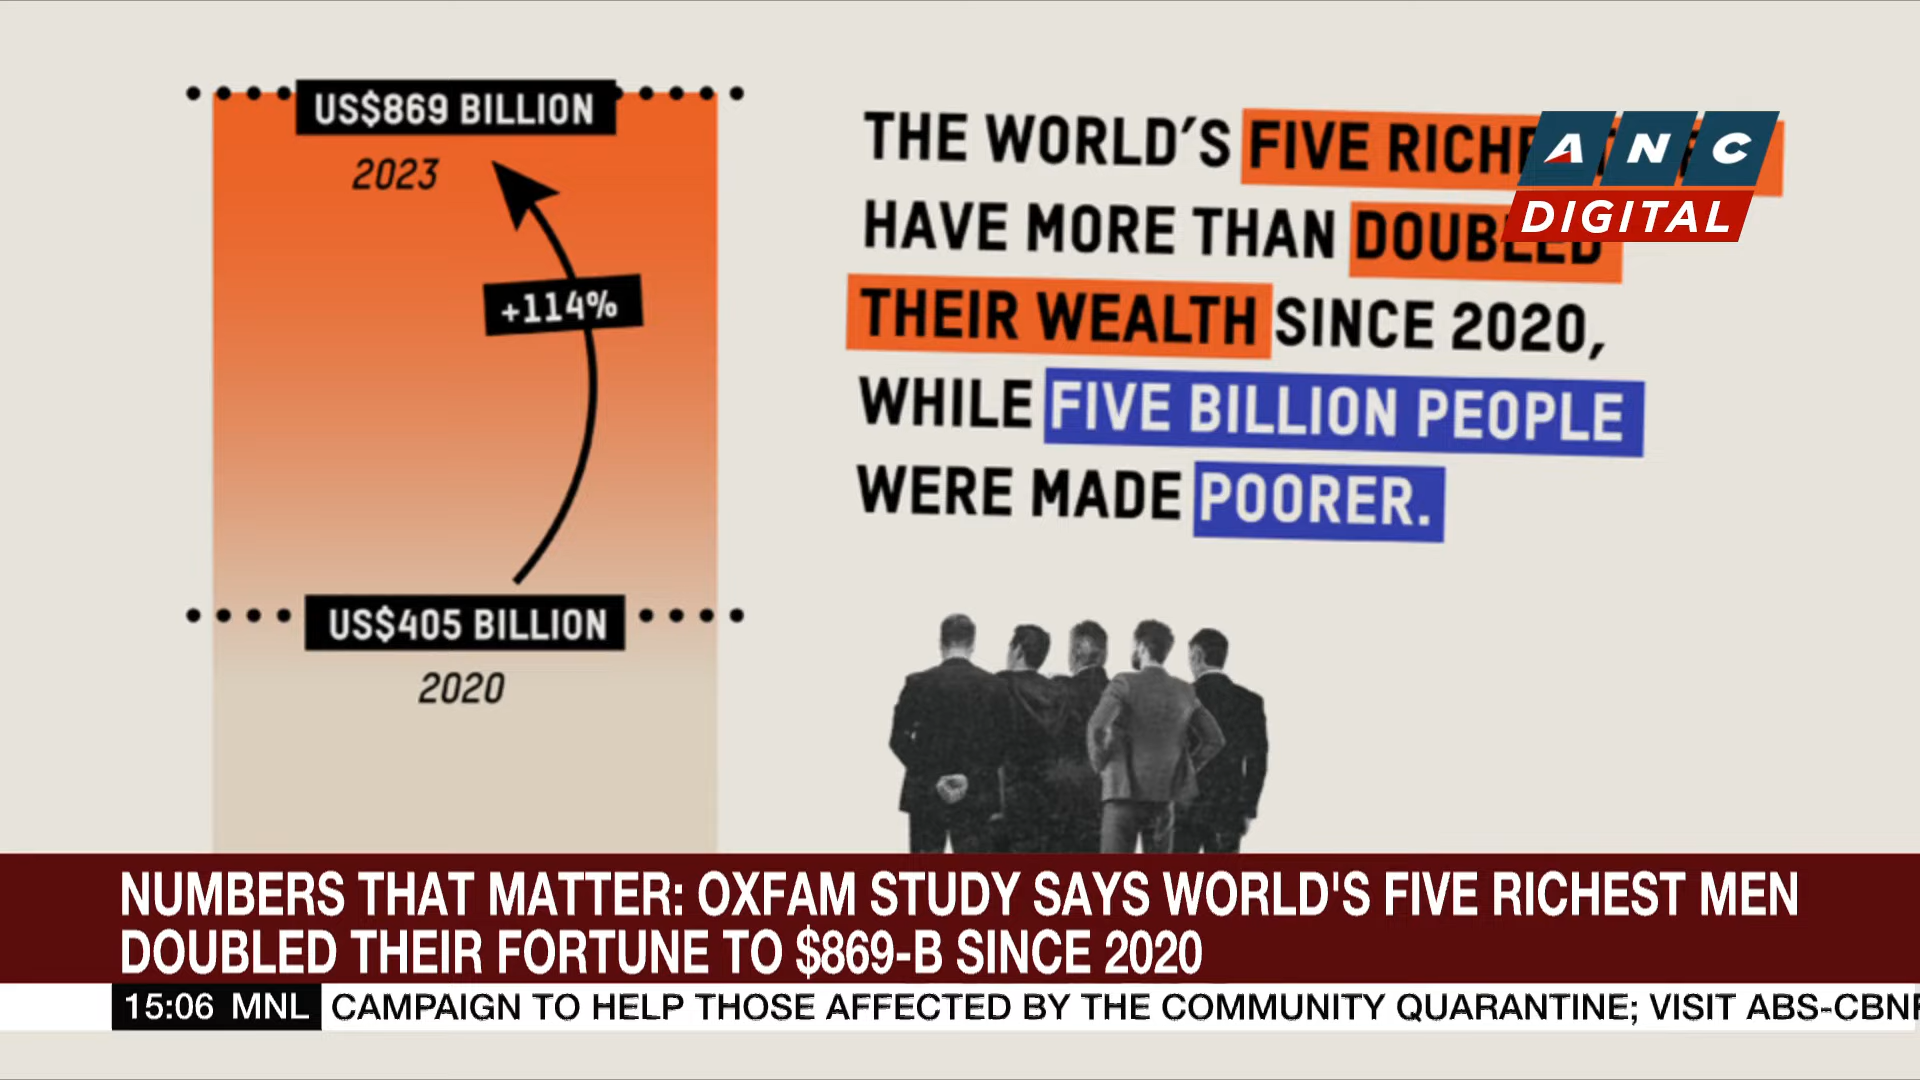 US$869 BILLION
2023
+114%
US$405 BILLION
2020
THE WORLD'S FIVE
HAVE MORE THAN DOUBLED
THEIR WEALTH SINCE 2020,
WHILE FIVE BILLION PEOPLE
WERE MADE POORER.
ANC
DIGITAL
NUMBERS THAT MATTER: OXFAM STUDY SAYS WORLD'S FIVE RICHEST MEN
DOUBLED THEIR FORTUNE TO $869-B SINCE 2020
15:06 MNL CAMPAIGN TO HELP THOSE AFFECTED BY THE COMMUNITY QUARANTINE; VISIT